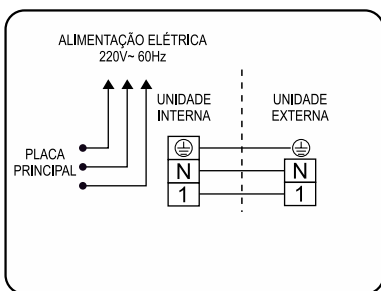 ALIMENTAÇÃO ELÉTRICA
220V~ 60Hz
UNIDADE
INTERNA
UNIDADE
EXTERNA
PLACA
PRINCIPAL
N
N
1
1